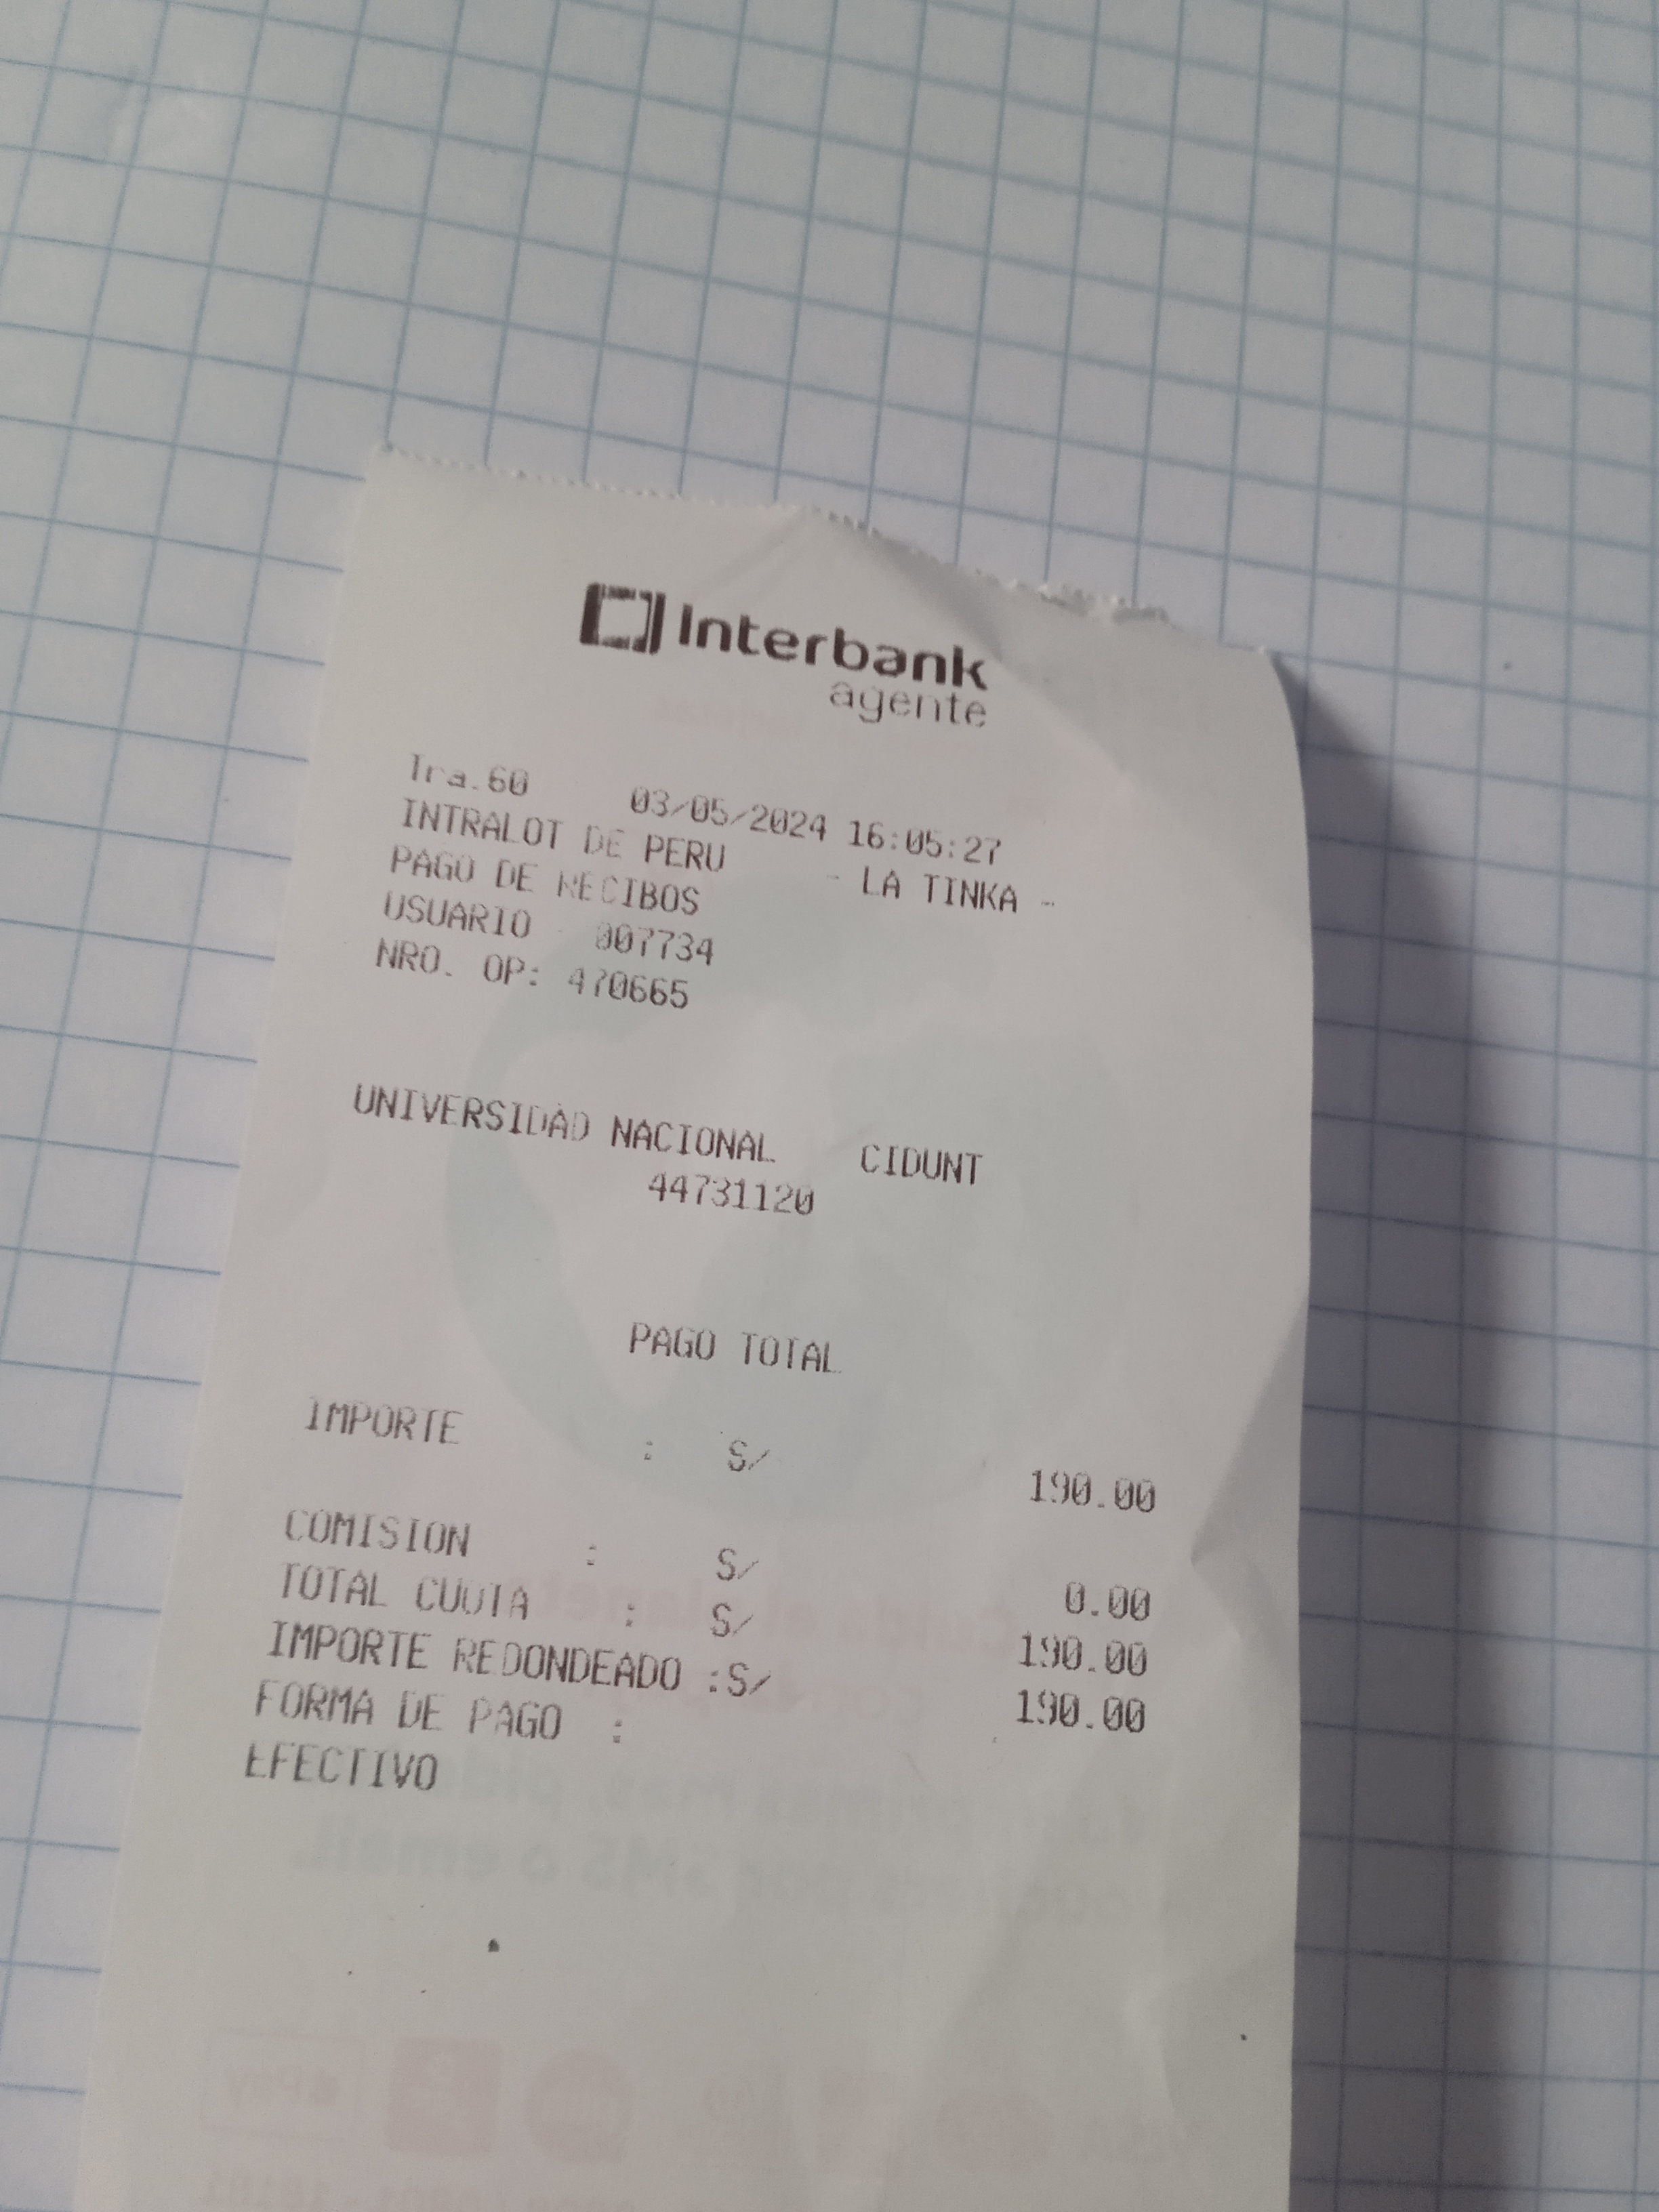 Interbank
agente
Tra.60 03/05/2024 16:05:27
INTRALOT DE PERU - LA TINKA -
PAGO DE RECIBOS
USUARIO 007734
NRO. OP: 470665
UNIVERSIDAD NACIONAL CIDUNT
44731120
PAGO TOTAL
IMPORTE : S/ 190.00
COMISION : S/ 0.00
TOTAL CUOTA : S/ 190.00
IMPORTE REDONDEADO :S/ 190.00
FORMA DE PAGO :
EFECTIVO